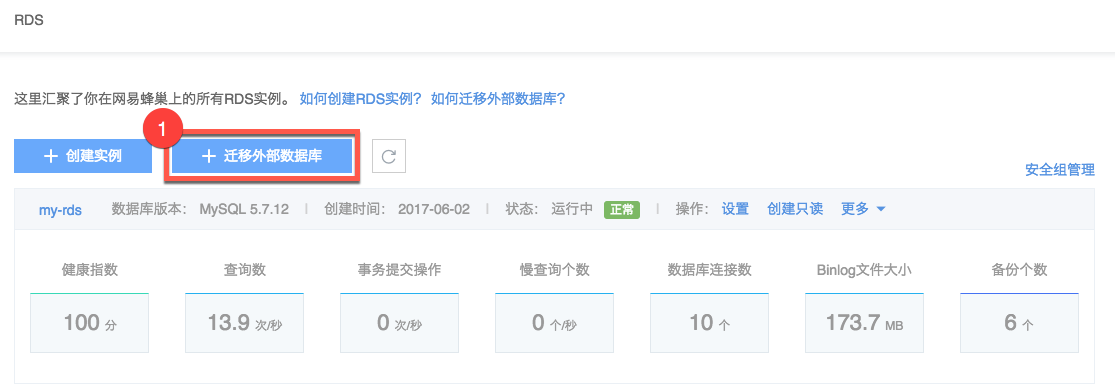 RDS
这里汇聚了你在网易蜂巢上的所有RDS实例。 如何创建RDS实例? 如何迁移外部数据库?
1
创建实例 迁移外部数据库
安全组管理
my-rds 数据库版本: MySQL 5.7.12 创建时间: 2017-06-02 状态: 运行中 正常 操作: 设置 创建只读 更多
健康指数 查询数 事务提交操作 慢查询个数 数据库连接数 Binlog文件大小 备份个数
100 分 13.9 次/秒 0 次/秒 0 个/秒 10 个 173.7 MB 6 个